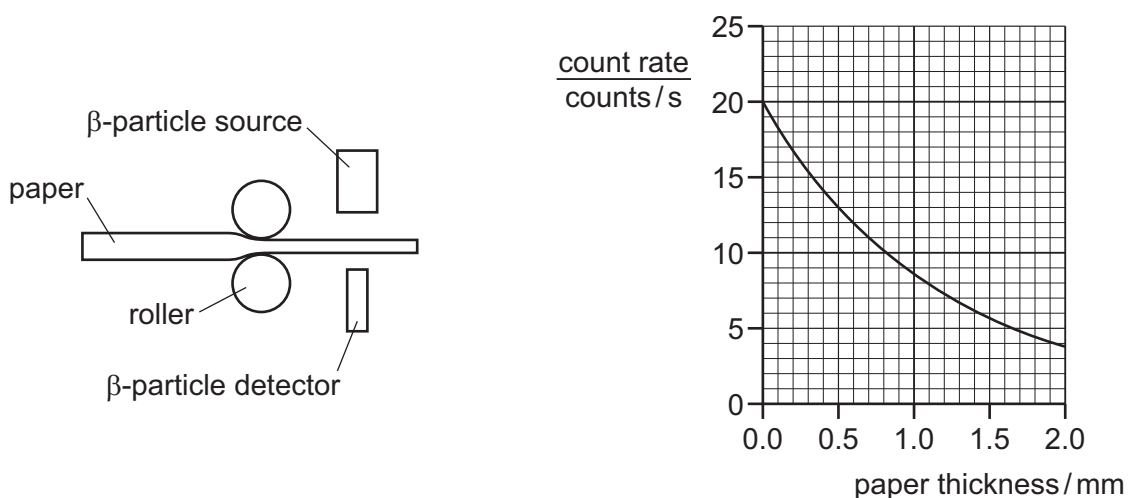 β-particle source
paper
roller
β-particle detector
count rate
counts / s
25
20
15
10
5
0
0.0 0.5 1.0 1.5 2.0
paper thickness / mm